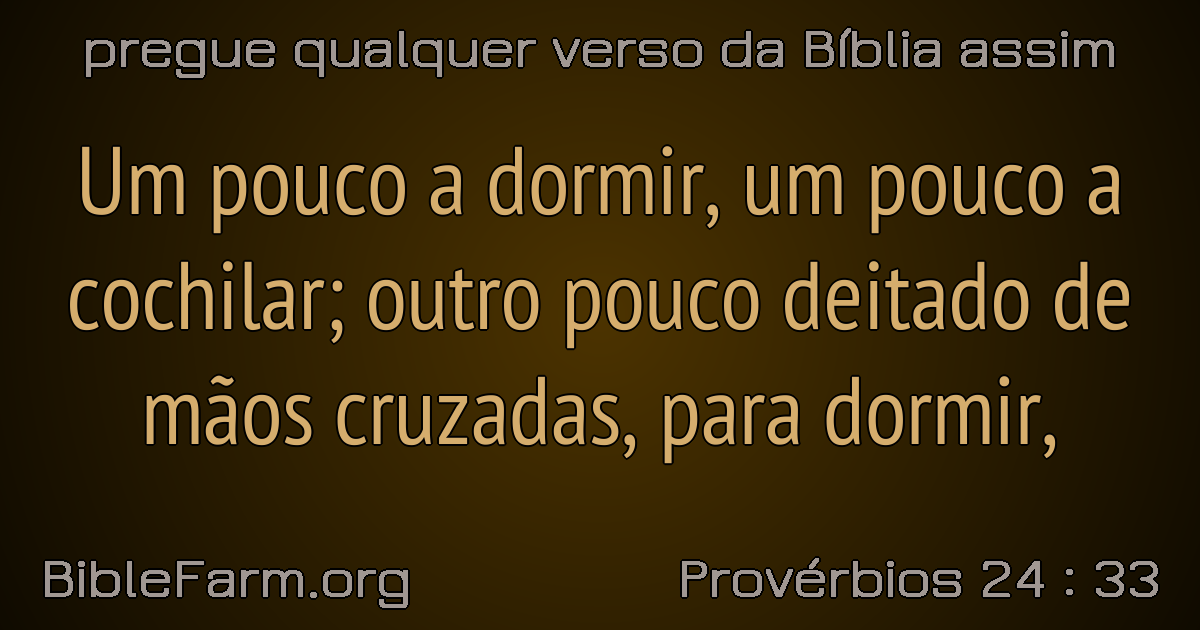 pregue qualquer verso da Bíblia assim
Um pouco a dormir, um pouco a
cochilar; outro pouco deitado de
mãos cruzadas, para dormir,
BibleFarm.org
Provérbios 24 : 33